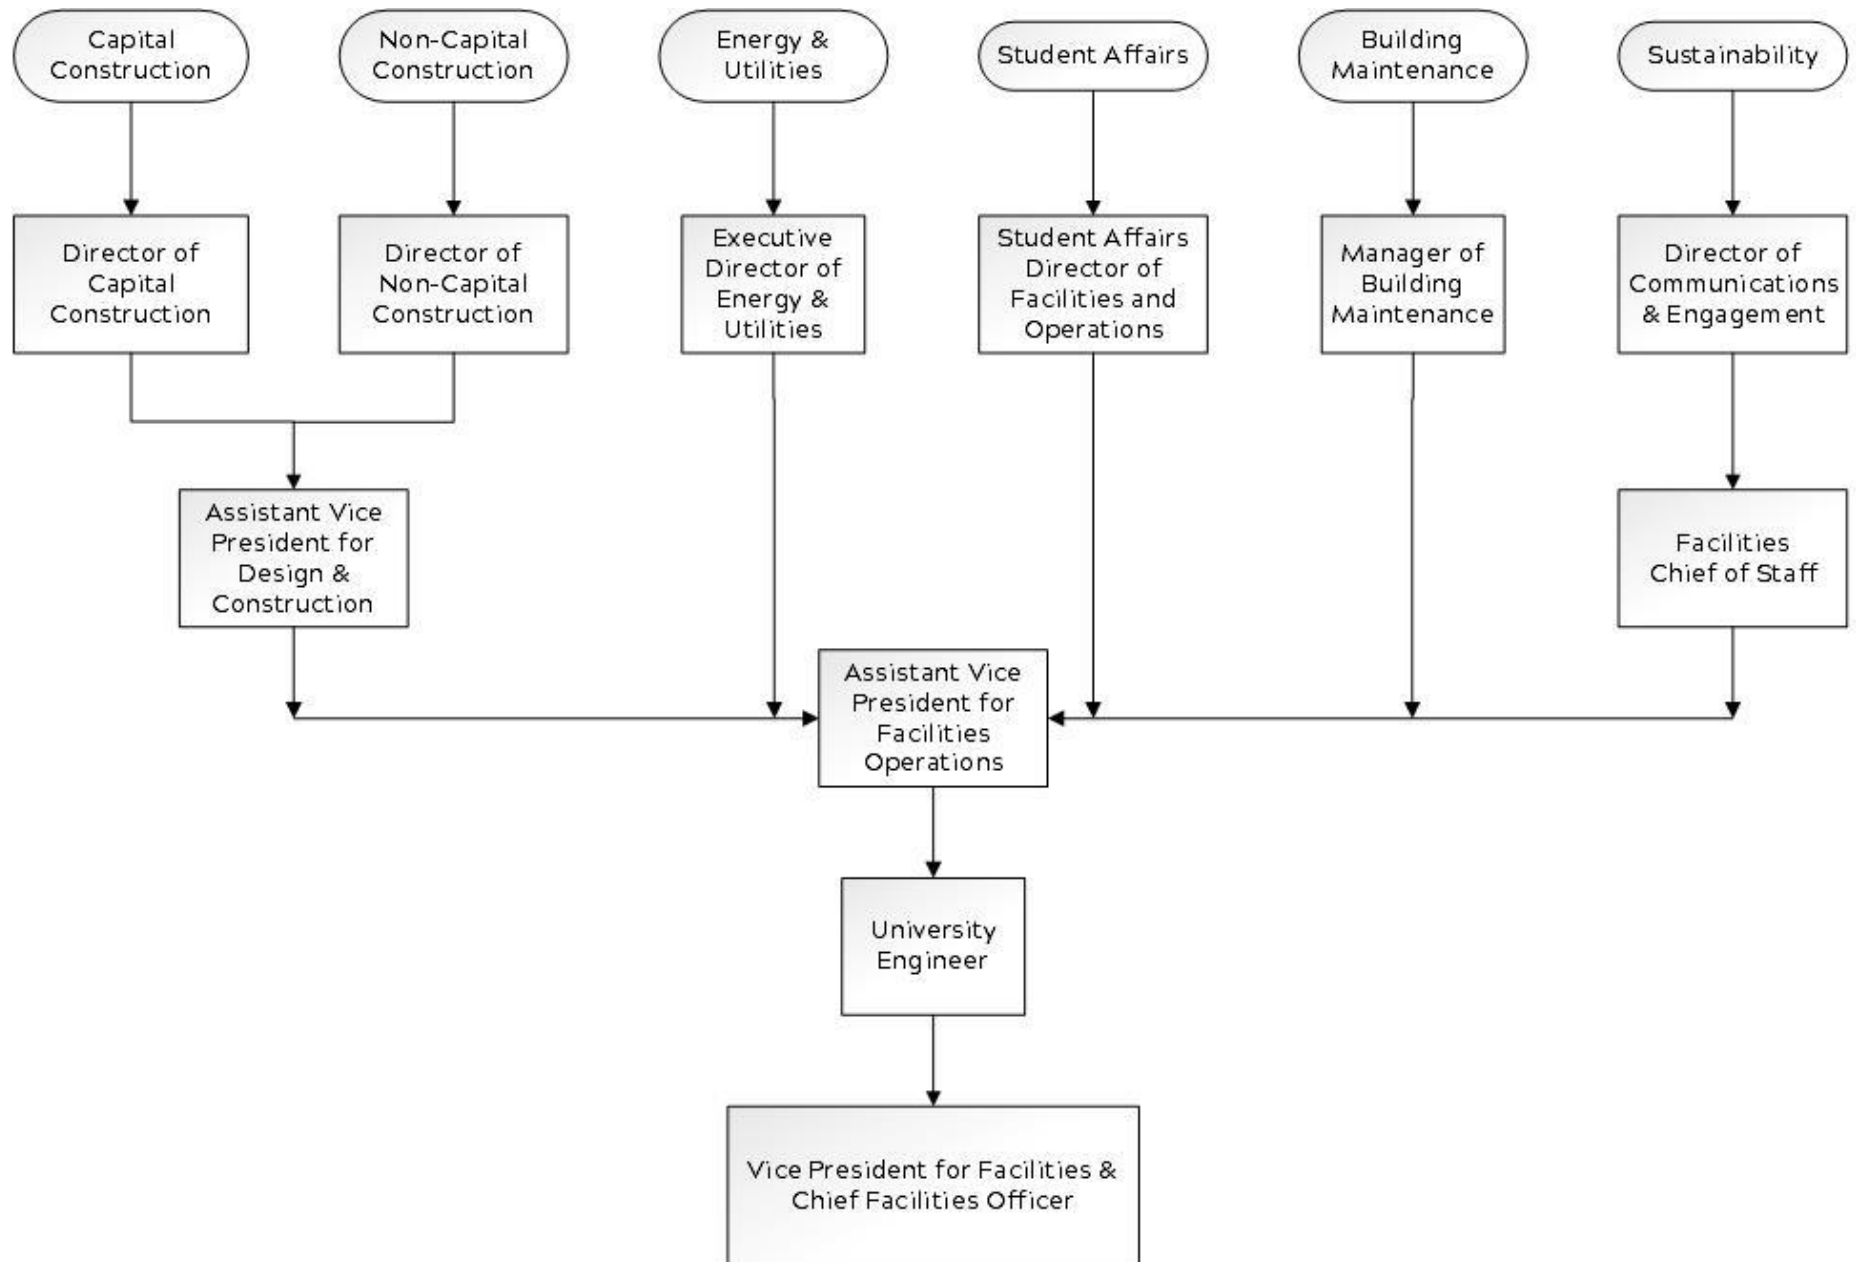 Capital
Construction
Non-Capital
Construction
Energy &
Utilities
Student Affairs
Building
Maintenance
Sustainability
Director of
Capital
Construction
Director of
Non-Capital
Construction
Executive
Director of
Energy &
Utilities
Student Affairs
Director of
Facilities and
Operations
Manager of
Building
Maintenance
Director of
Communications
& Engagement
Assistant Vice
President for
Design &
Construction
Facilities
Chief of Staff
Assistant Vice
President for
Facilities
Operations
University
Engineer
Vice President for Facilities &
Chief Facilities Officer